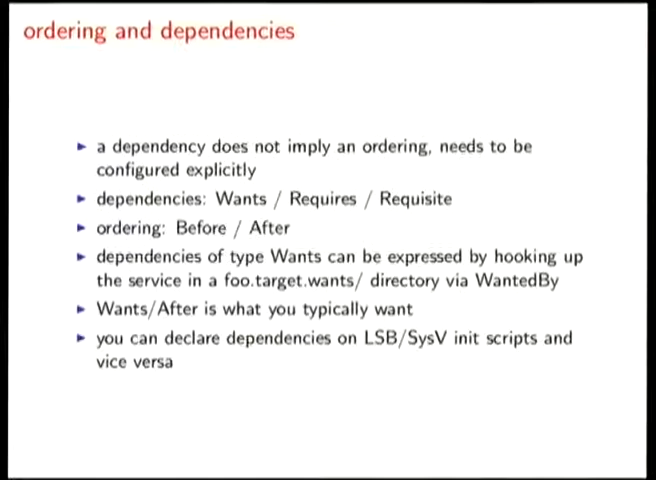 ordering and dependencies
▶ a dependency does not imply an ordering, needs to be
configured explicitly
▶ dependencies: Wants / Requires / Requisite
▶ ordering: Before / After
▶ dependencies of type Wants can be expressed by hooking up
the service in a foo.target.wants/ directory via WantedBy
▶ Wants/After is what you typically want
▶ you can declare dependencies on LSB/SysV init scripts and
vice versa